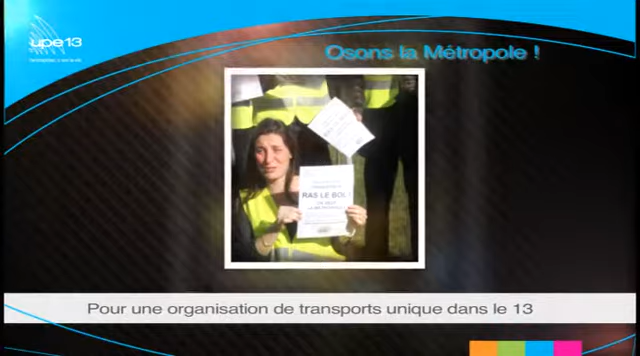 upe13
Osons la Métropole !
RAS LE BOL !
Pour une organisation de transports unique dans le 13